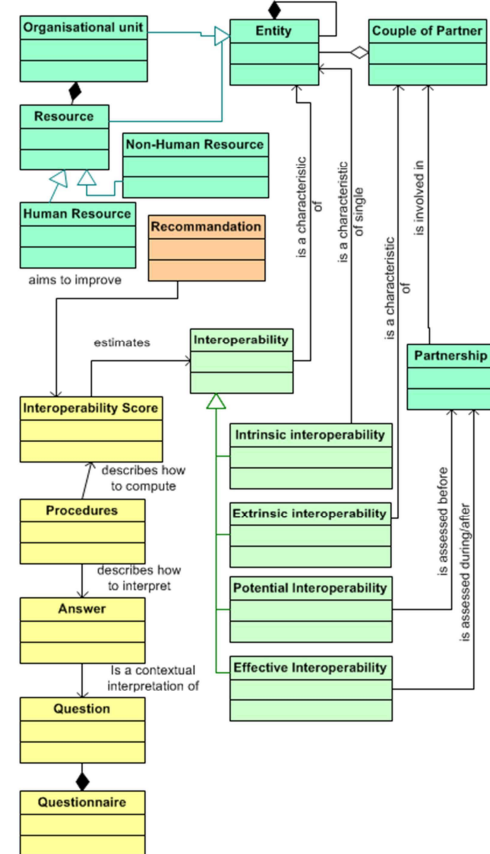 Organisational unit
Entity
Couple of Partner
Resource
Non-Human Resource
Human Resource
Recommandation
aims to improve
is a characteristic
of
is a characteristic
of single
is a characteristic
of
is involved in
estimates
Interoperability
Partnership
Interoperability Score
Intrinsic interoperability
describes how
to compute
Procedures
Extrinsic interoperability
is assessed before
is assessed during/after
describes how
to interpret
Potential Interoperability
Answer
Is a contextual
interpretation of
Effective Interoperability
Question
Questionnaire